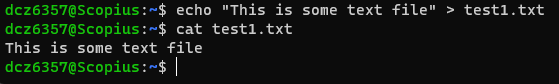 dcz6357@Scopius:~$ echo "This is some text file" > test1.txt
dcz6357@Scopius:~$ cat test1.txt
This is some text file
dcz6357@Scopius:~$